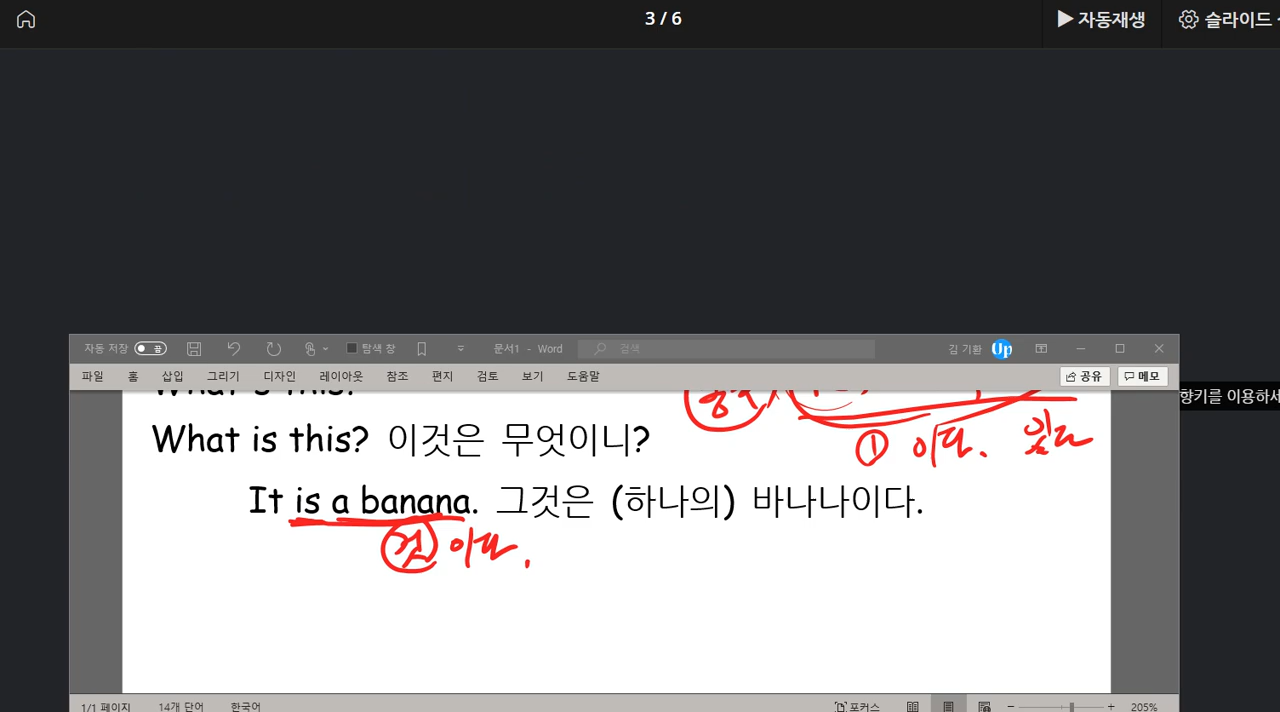 3 / 6
▶ 자동재생
슬라이드
자동 저장 끔
탐색 창
문서1 - Word
검색
김 기환
Up
파일 홈 삽입 그리기 디자인 레이아웃 참조 편지 검토 보기 도움말
공유
메모
향키를 이용하세
What's this?
What is this? 이것은 무엇이니?
① 이다. 있다
It is a banana. 그것은 (하나의) 바나나이다.
것 이다.
1/1 페이지 14개 단어 한국어
포커스
205%